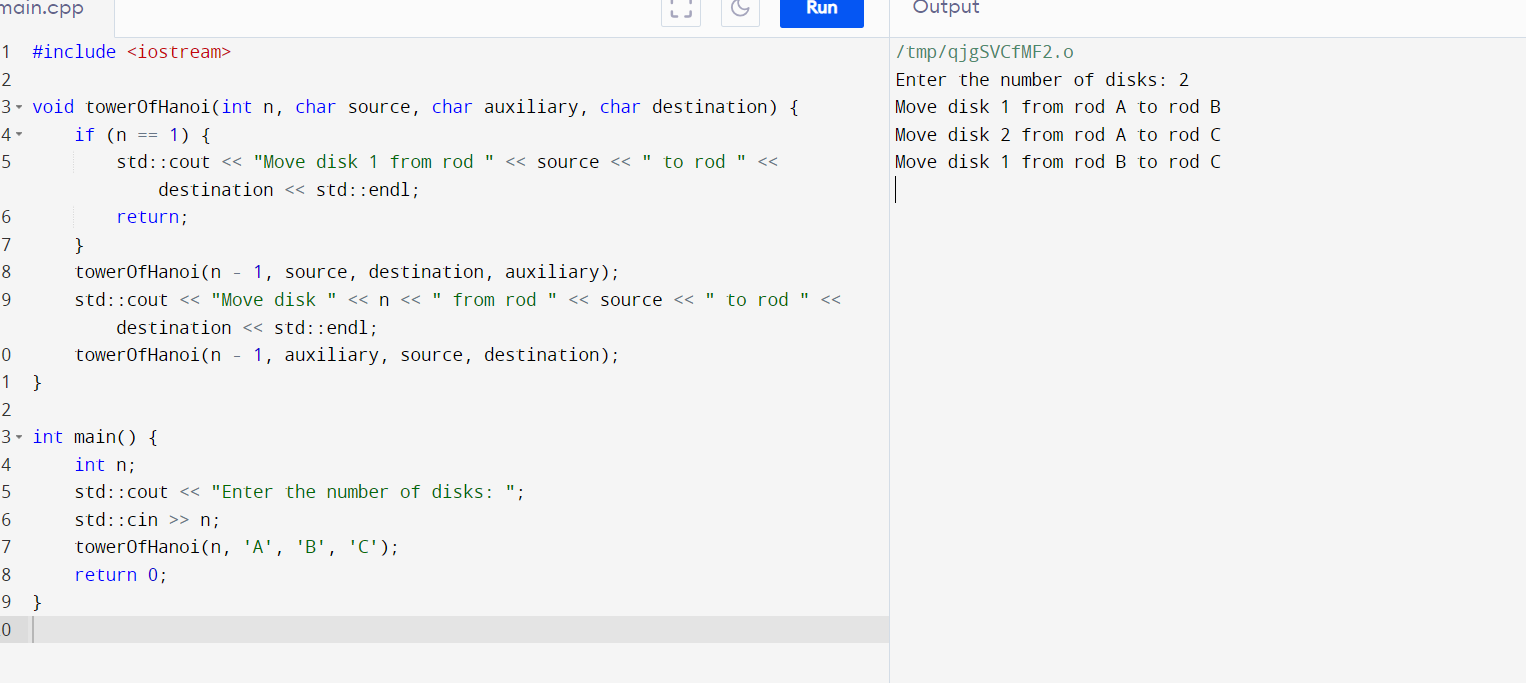 main.cpp
Run
Output
1 #include <iostream>
2
3 void towerOfHanoi(int n, char source, char auxiliary, char destination) {
4     if (n == 1) {
5         std::cout << "Move disk 1 from rod " << source << " to rod " <<
            destination << std::endl;
6         return;
7     }
8     towerOfHanoi(n - 1, source, destination, auxiliary);
9     std::cout << "Move disk " << n << " from rod " << source << " to rod " <<
        destination << std::endl;
0     towerOfHanoi(n - 1, auxiliary, source, destination);
1 }
2
3 int main() {
4     int n;
5     std::cout << "Enter the number of disks: ";
6     std::cin >> n;
7     towerOfHanoi(n, 'A', 'B', 'C');
8     return 0;
9 }
0
/tmp/qjgSVCfMF2.o
Enter the number of disks: 2
Move disk 1 from rod A to rod B
Move disk 2 from rod A to rod C
Move disk 1 from rod B to rod C